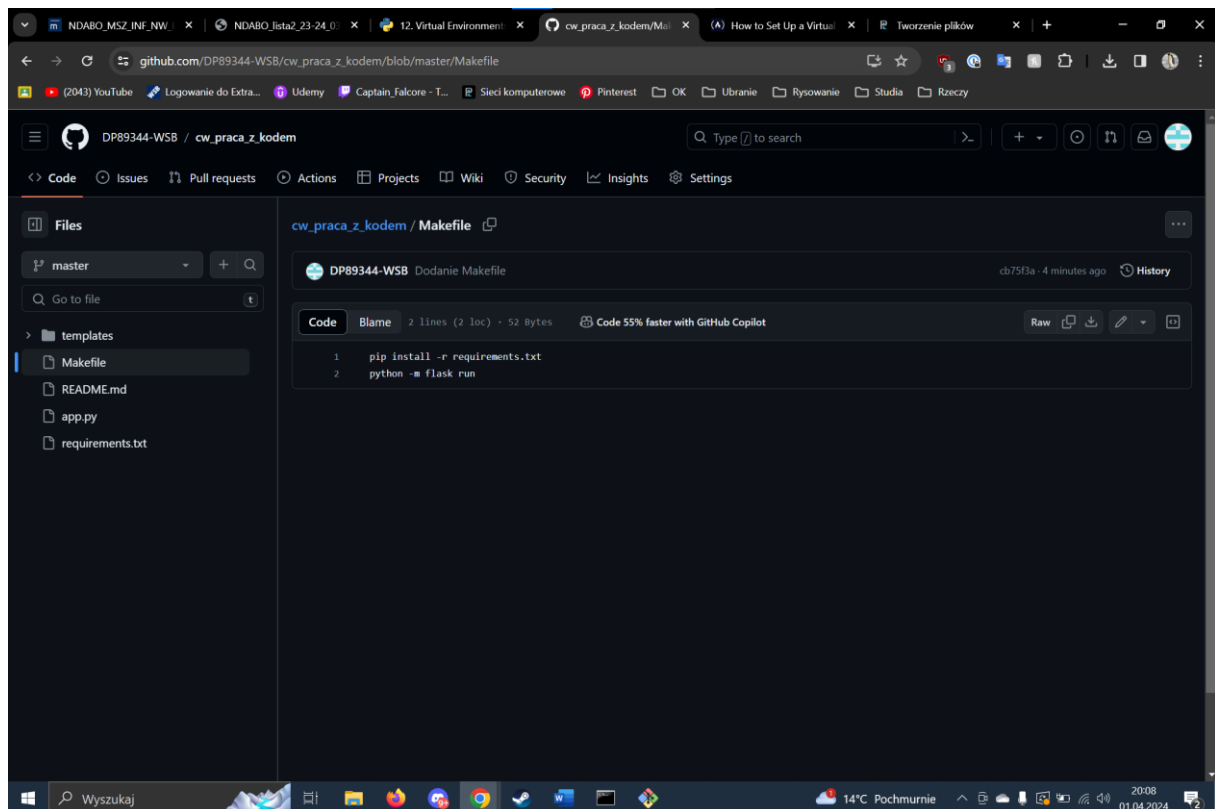 NDABO_MSZ_INF_NW_
NDABO_lista2_23-24_03
12. Virtual Environment
cw_praca_z_kodem/Mak
How to Set Up a Virtual
Tworzenie plików
github.com/DP89344-WSB/cw_praca_z_kodem/blob/master/Makefile
(2043) YouTube
Logowanie do Extra...
Udemy
Captain_Falcore - T...
Sieci komputerowe
Pinterest
OK
Ubranie
Rysowanie
Studia
Rzeczy
DP89344-WSB / cw_praca_z_kodem
Type / to search
<> Code
Issues
Pull requests
Actions
Projects
Wiki
Security
Insights
Settings
Files
cw_praca_z_kodem / Makefile
master
DP89344-WSB Dodanie Makefile
cb75f3a · 4 minutes ago
History
Go to file
t
Code
Blame
2 lines (2 loc) · 52 Bytes
Code 55% faster with GitHub Copilot
Raw
templates
Makefile
README.md
app.py
requirements.txt
1 pip install -r requirements.txt
2 python -m flask run
Wyszukaj
14°C Pochmurnie
20:08
01.04.2024